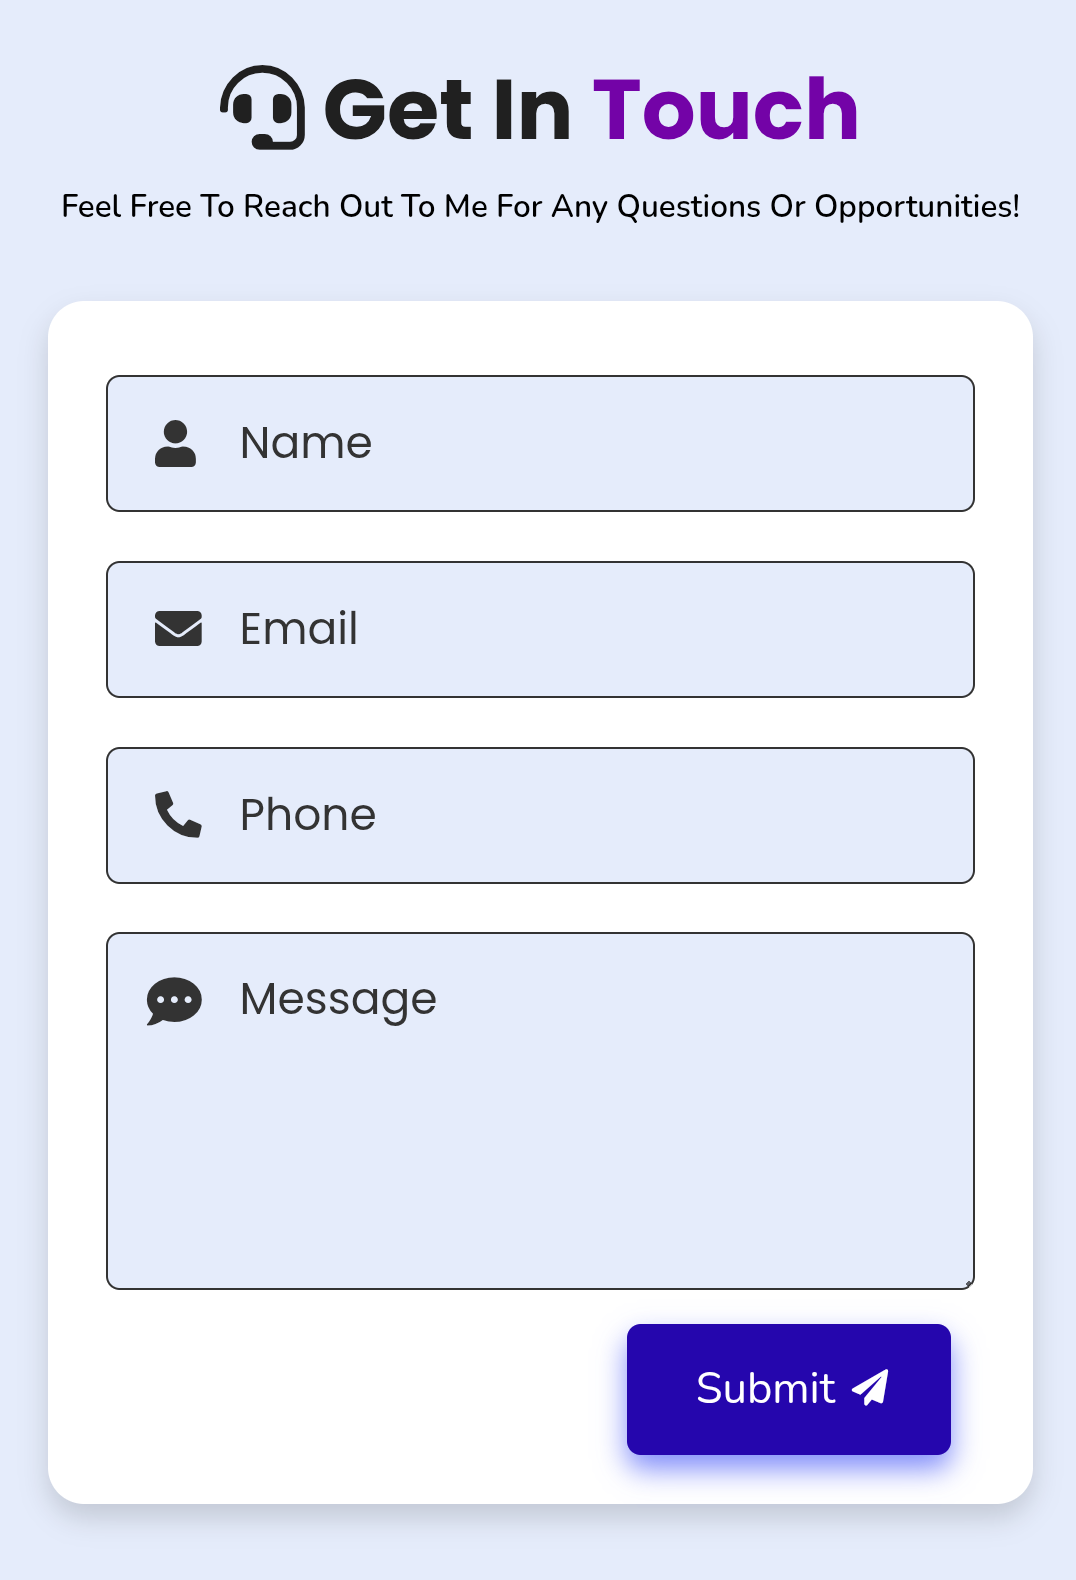 Get In Touch
Feel Free To Reach Out To Me For Any Questions Or Opportunities!
Name
Email
Phone
Message
Submit